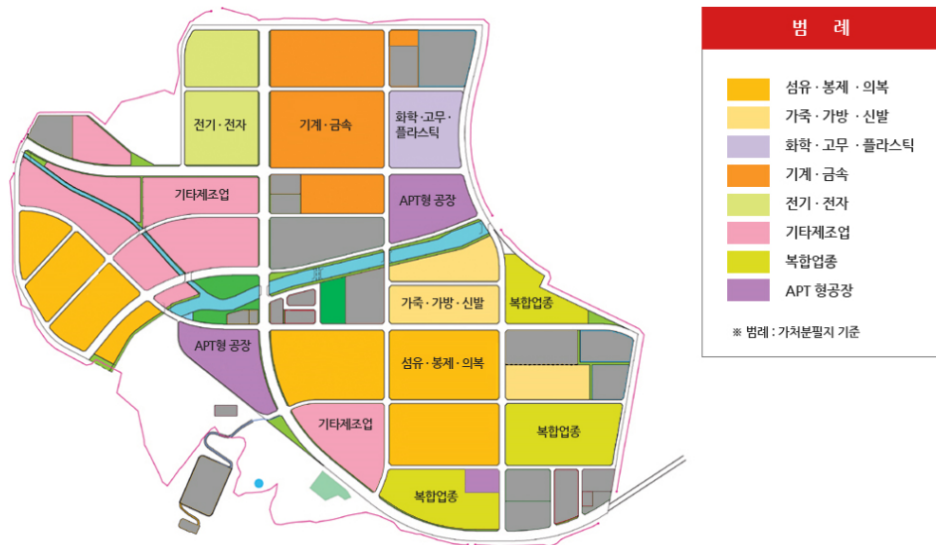 전기·전자
기계·금속
화학·고무·
플라스틱
기타제조업
APT형 공장
가죽·가방·신발
복합업종
APT형 공장
섬유·봉제·의복
기타제조업
복합업종
복합업종
범 례
섬유·봉제·의복
가죽·가방·신발
화학·고무·플라스틱
기계·금속
전기·전자
기타제조업
복합업종
APT 형공장
※ 범례 : 가처분필지 기준